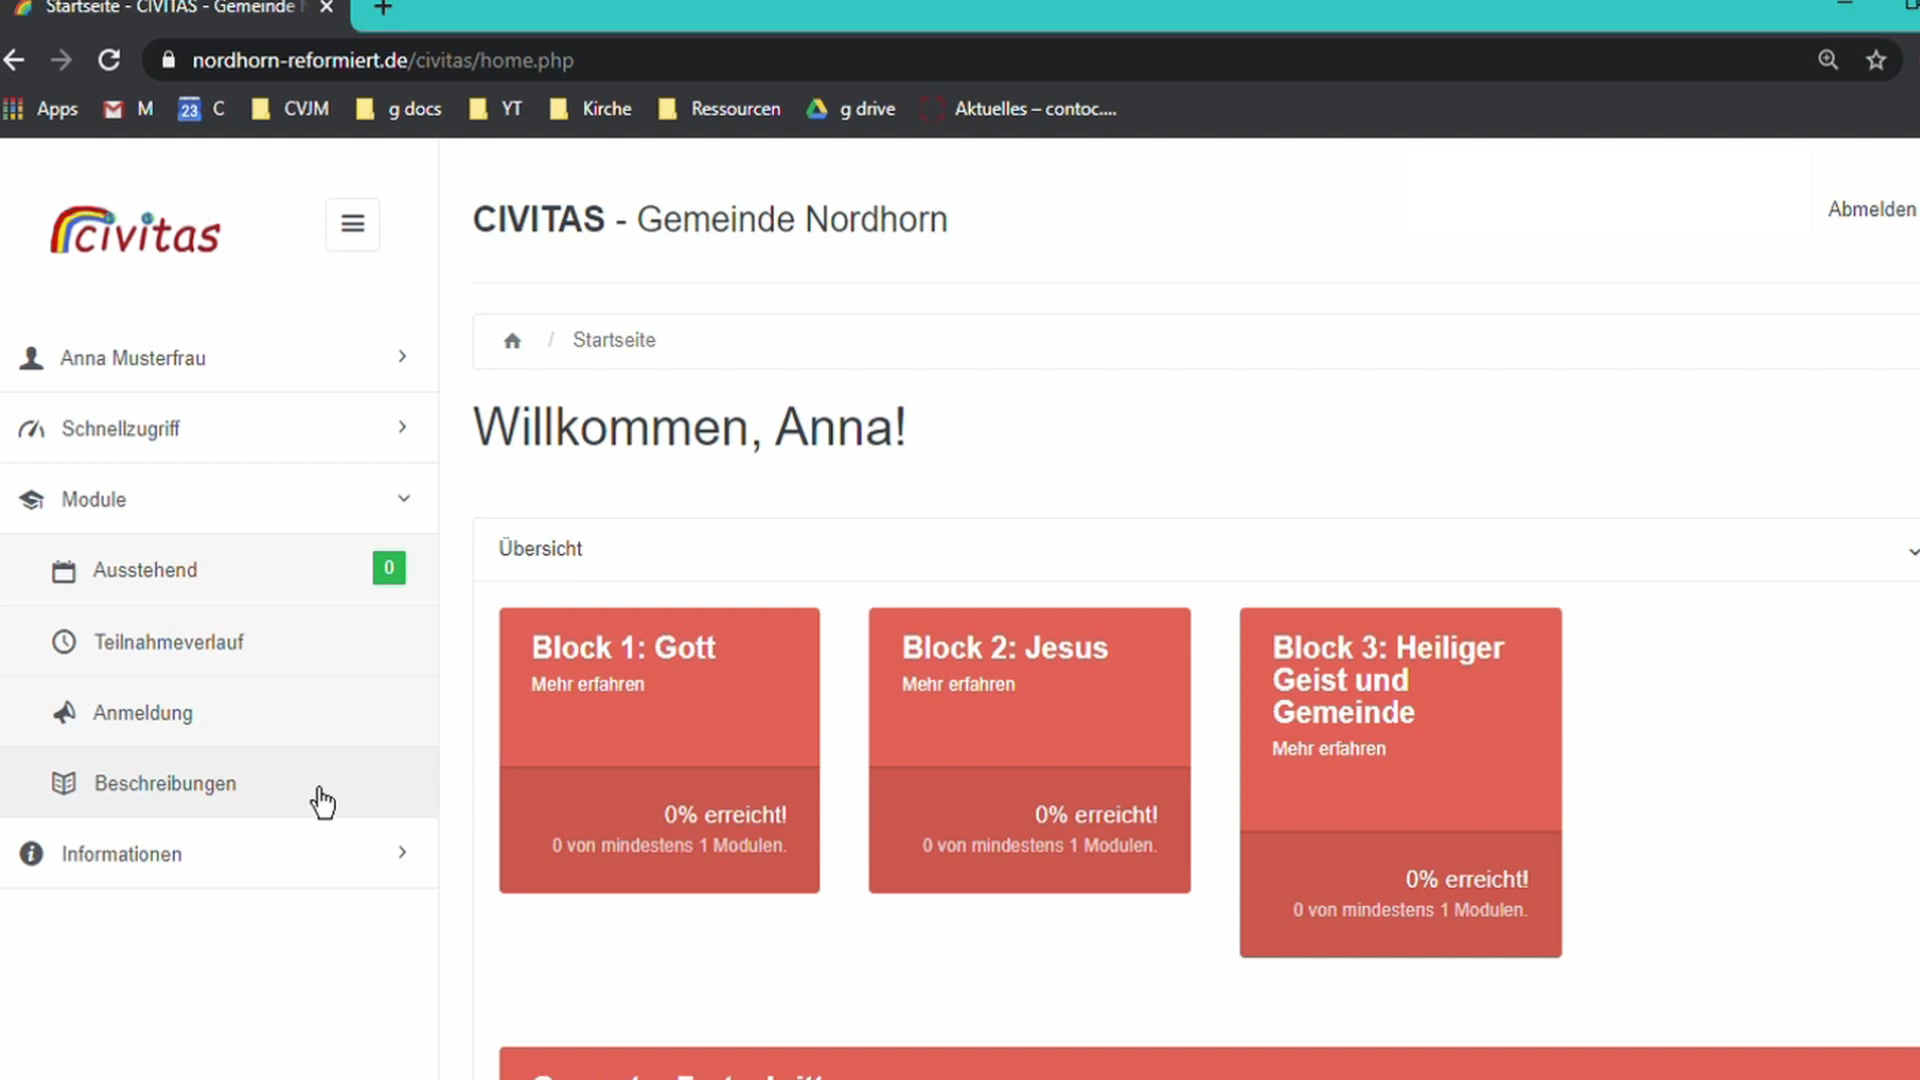 Startseite - CIVITAS - Gemeinde
nordhorn-reformiert.de/civitas/home.php
Apps M 23 C CVJM g docs YT Kirche Ressourcen g drive Aktuelles – contoc....
civitas
CIVITAS - Gemeinde Nordhorn
Abmelden
Startseite
Anna Musterfrau
Willkommen, Anna!
Schnellzugriff
Module
Ausstehend 0
Teilnahmeverlauf
Anmeldung
Beschreibungen
Informationen
Übersicht
Block 1: Gott
Mehr erfahren
0% erreicht!
0 von mindestens 1 Modulen.
Block 2: Jesus
Mehr erfahren
0% erreicht!
0 von mindestens 1 Modulen.
Block 3: Heiliger
Geist und
Gemeinde
Mehr erfahren
0% erreicht!
0 von mindestens 1 Modulen.